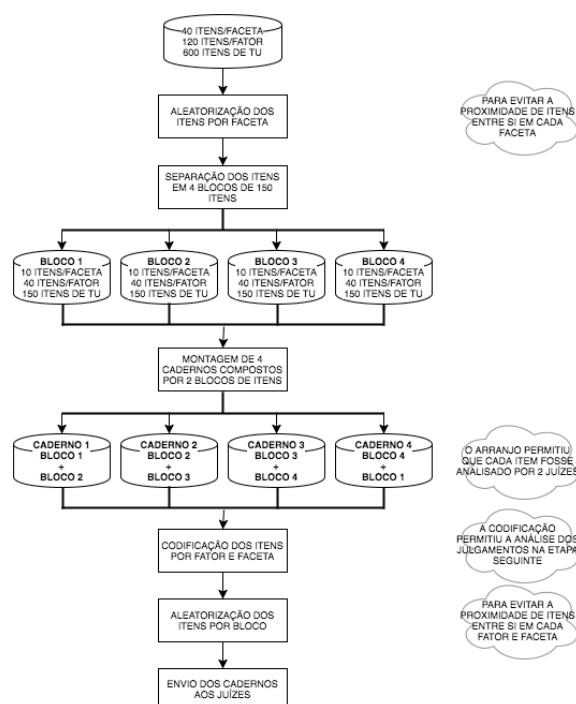 40 ITENS/FACETA
120 ITENS/FATOR
600 ITENS DE TU
ALEATORIZAÇÃO DOS
ITENS POR FACETA
PARA EVITAR A
PROXIMIDADE DE ITENS
ENTRE SI EM CADA
FACETA
SEPARAÇÃO DOS ITENS
EM 4 BLOCOS DE 150
ITENS
BLOCO 1
10 ITENS/FACETA
40 ITENS/FATOR
150 ITENS DE TU
BLOCO 2
10 ITENS/FACETA
40 ITENS/FATOR
150 ITENS DE TU
BLOCO 3
10 ITENS/FACETA
40 ITENS/FATOR
150 ITENS DE TU
BLOCO 4
10 ITENS/FACETA
40 ITENS/FATOR
150 ITENS DE TU
MONTAGEM DE 4
CADERNOS COMPOSTOS
POR 2 BLOCOS DE ITENS
CADERNO 1
BLOCO 1
+
BLOCO 2
CADERNO 2
BLOCO 2
+
BLOCO 3
CADERNO 3
BLOCO 3
+
BLOCO 4
CADERNO 4
BLOCO 4
+
BLOCO 1
O ARRANJO PERMITIU
QUE CADA ITEM FOSSE
ANALISADO POR 2 JUÍZES
CODIFICAÇÃO DOS ITENS
POR FATOR E FACETA
A CODIFICAÇÃO
PERMITIU A ANÁLISE DOS
JULGAMENTOS NA ETAPA
SEGUINTE
ALEATORIZAÇÃO DOS
ITENS POR BLOCO
PARA EVITAR A
PROXIMIDADE DE ITENS
ENTRE SI EM CADA
FATOR E FACETA
ENVIO DOS CADERNOS
AOS JUÍZES